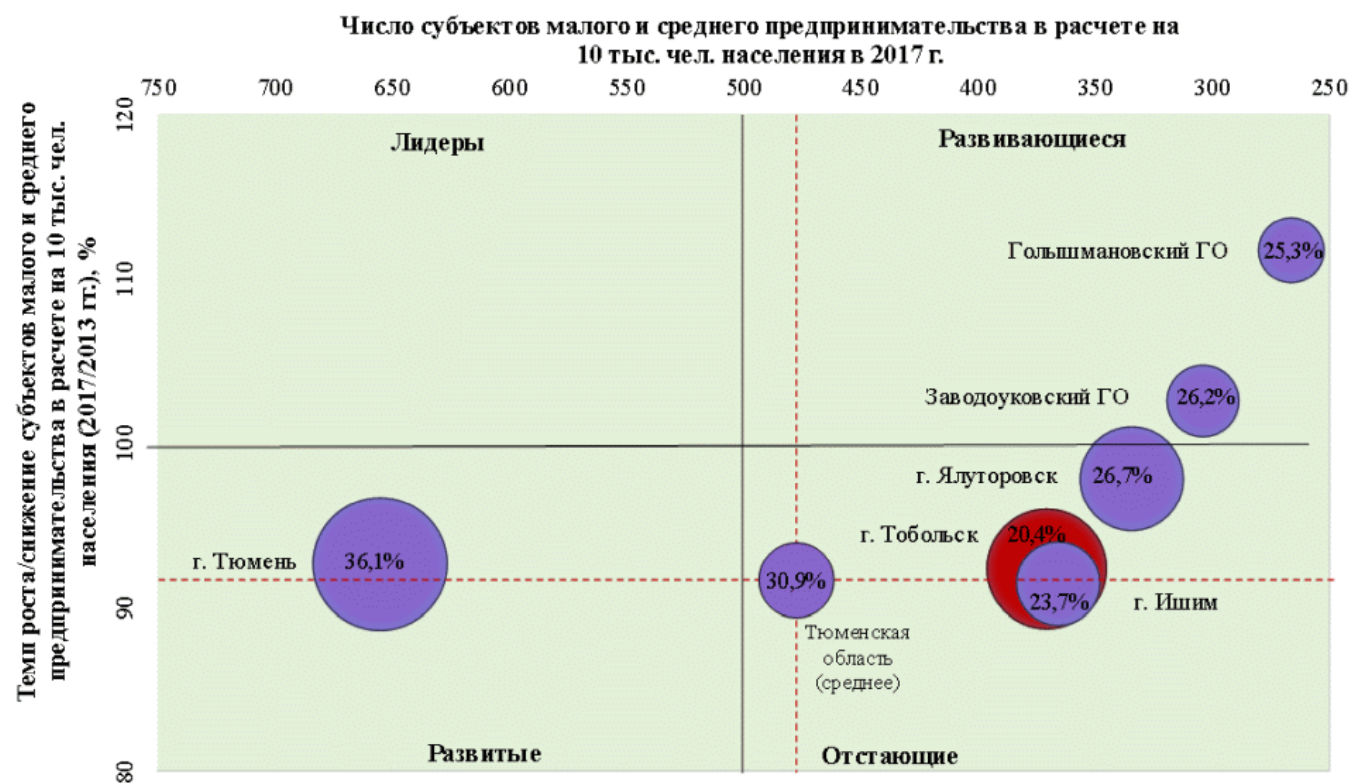 Число субъектов малого и среднего предпринимательства в расчете на
10 тыс. чел. населения в 2017 г.
750 700 650 600 550 500 450 400 350 300 250
Темп роста/снижение субъектов малого и среднего
предпринимательства в расчете на 10 тыс. чел.
населения (2017/2013 гг.), %
120
110
100
90
80
Лидеры
Развивающиеся
Голышмановский ГО
25,3%
Заводоуковский ГО
26,2%
г. Ялуторовск
26,7%
г. Тобольск
20,4%
г. Тюмень
36,1%
30,9%
23,7%
г. Ишим
Тюменская
область
(среднее)
Развитые
Отстающие